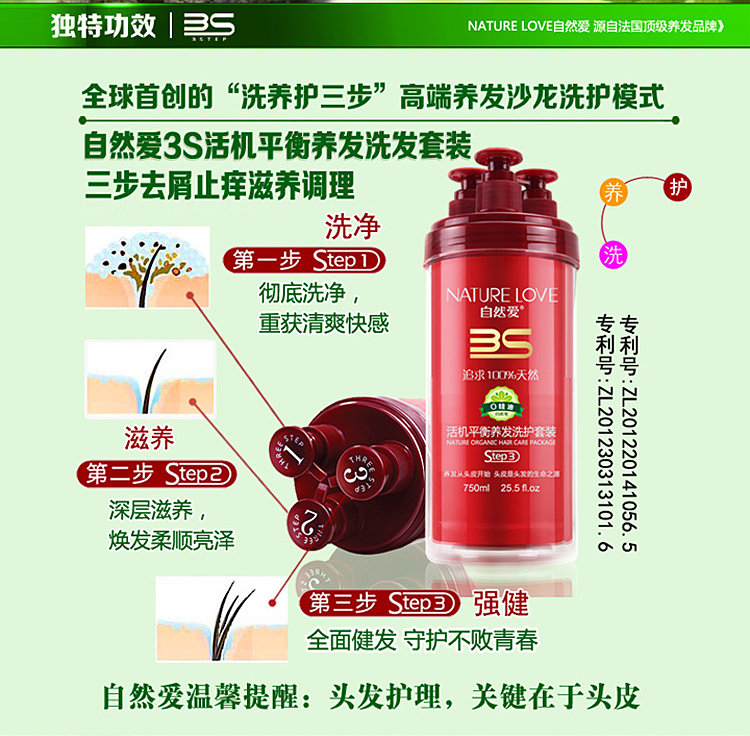 独特功效
3S
3STEP
NATURE LOVE自然爱 源自法国顶级养发品牌》
全球首创的“洗养护三步”高端养发沙龙洗护模式
自然爱3S活机平衡养发洗发套装
三步去屑止痒滋养调理
洗净
第一步 Step1
彻底洗净，
重获清爽快感
滋养
第二步 Step2
深层滋养，
焕发柔顺亮泽
第三步 Step3 强健
全面健发 守护不败青春
THREE STEP
1
THREE STEP
3
THREE STEP
2
NATURE LOVE
自然爱®
3S
追求100%天然
0硅油
活机平衡养发洗护套装
NATURE ORGANIC HAIR CARE PACKAGE
Step3
养发从头皮开始 头皮是头发的生命之源
750ml 25.5 fl.oz
养
护
洗
专利号:ZL201220141056.5
专利号:ZL201230313101.6
自然爱温馨提醒：头发护理，关键在于头皮